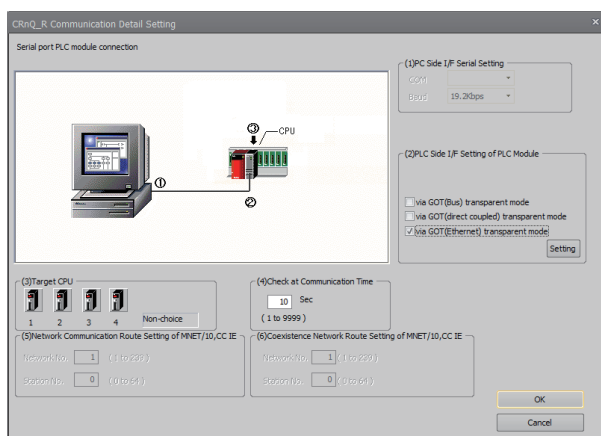 CRnQ_R Communication Detail Setting
×
Serial port PLC module connection
(1)PC Side I/F Serial Setting
COM
Baud 19.2Kbps
③
CPU
①
②
(2)PLC Side I/F Setting of PLC Module
via GOT(Bus) transparent mode
via GOT(direct coupled) transparent mode
via GOT(Ethernet) transparent mode
Setting
(3)Target CPU
1 2 3 4 Non-choice
(4)Check at Communication Time
10 Sec
( 1 to 9999 )
(5)Network Communication Route Setting of MNET/10,CC IE
Network No. 1 ( 1 to 239 )
Station No. 0 ( 0 to 64 )
(6)Coexistence Network Route Setting of MNET/10,CC IE
Network No. 1 ( 1 to 239 )
Station No. 0 ( 0 to 64 )
OK
Cancel